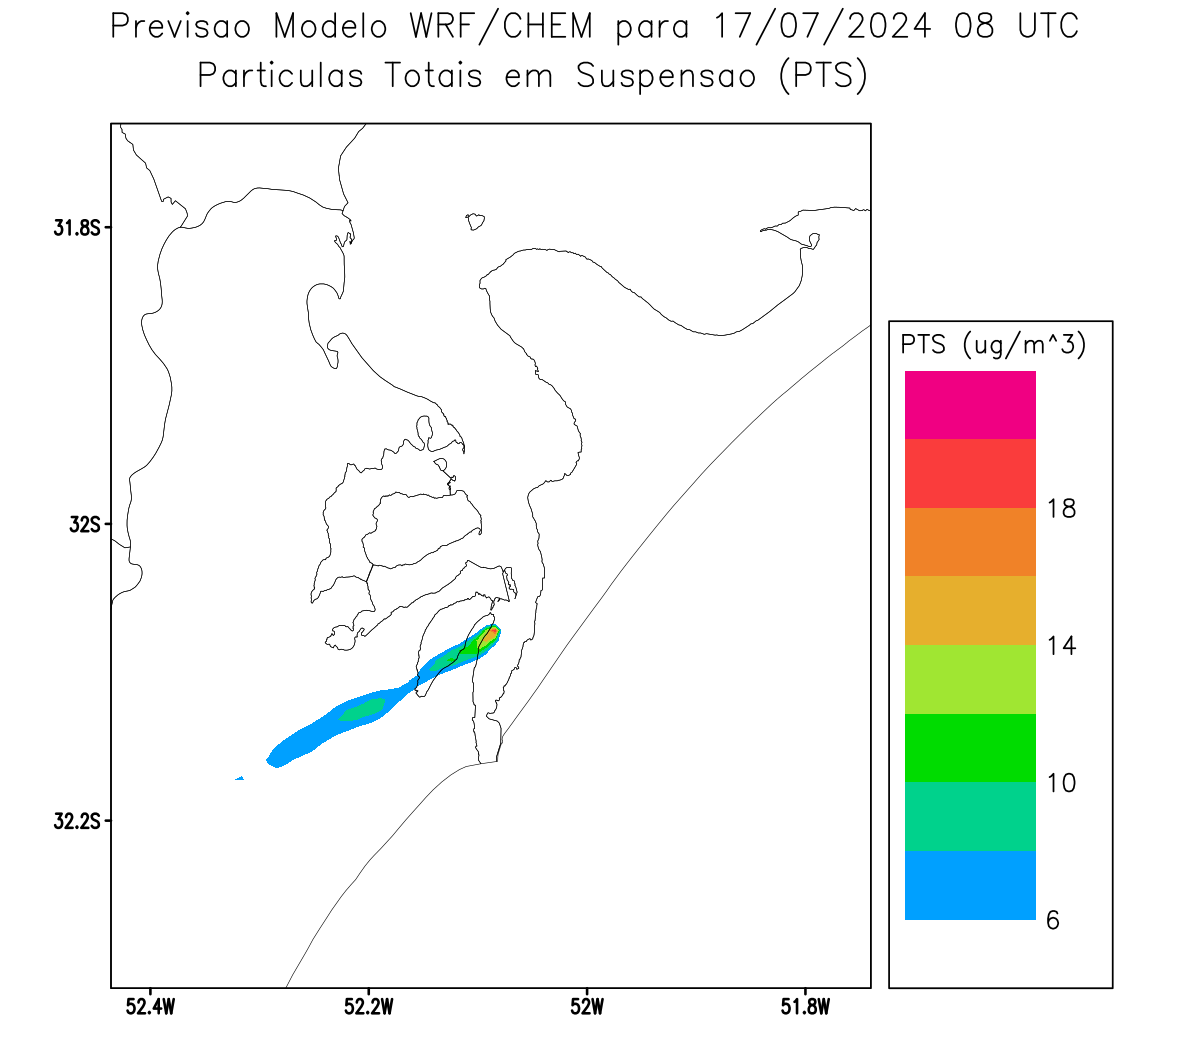 Previsao Modelo WRF/CHEM para 17/07/2024 08 UTC
Particulas Totais em Suspensao (PTS)
31.8S
32S
32.2S
52.4W
52.2W
52W
51.8W
PTS (ug/m^3)
18
14
10
6